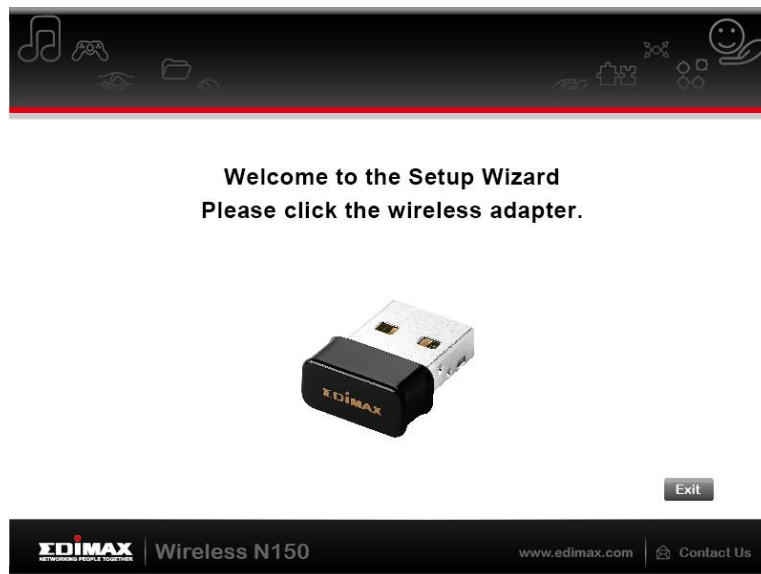 Welcome to the Setup Wizard
Please click the wireless adapter.
EDIMAX
Exit
EDIMAX
NETWORKING PEOPLE TOGETHER
Wireless N150
www.edimax.com
Contact Us